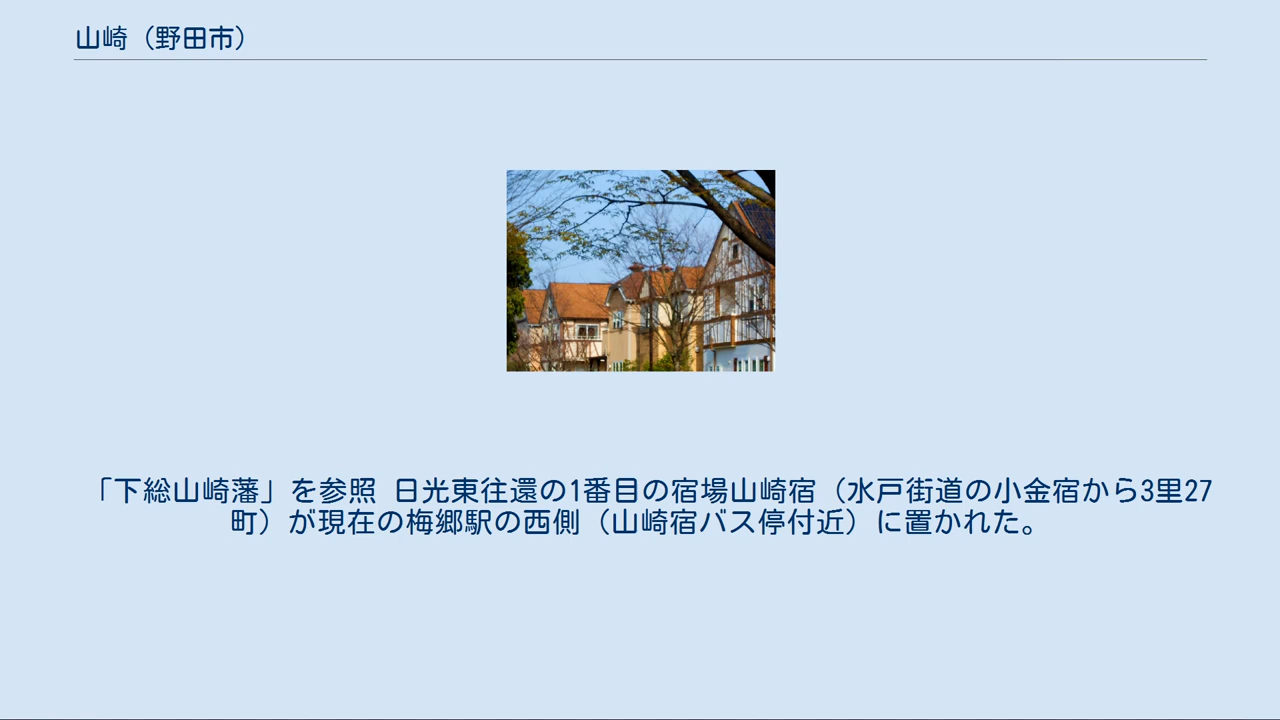 山崎（野田市）
「下総山崎藩」を参照 日光東往還の1番目の宿場山崎宿（水戸街道の小金宿から3里27
町）が現在の梅郷駅の西側（山崎宿バス停付近）に置かれた。